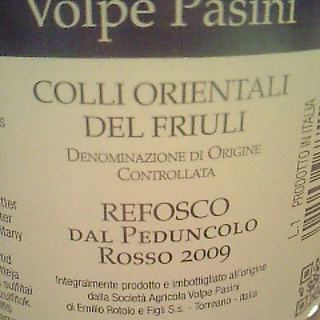 Volpe Pasini
COLLI ORIENTALI
DEL FRIULI
DENOMINAZIONE DI ORIGINE
CONTROLLATA
REFOSCO
DAL PEDUNCOLO
ROSSO 2009
Integralmente prodotto e imbottigliato all'origine
dalla Società Agricola Volpe Pasini
di Emilio Rotolo e Figli S.s. - Torreano - Italia
L.1 PRODOTTO IN ITALIA